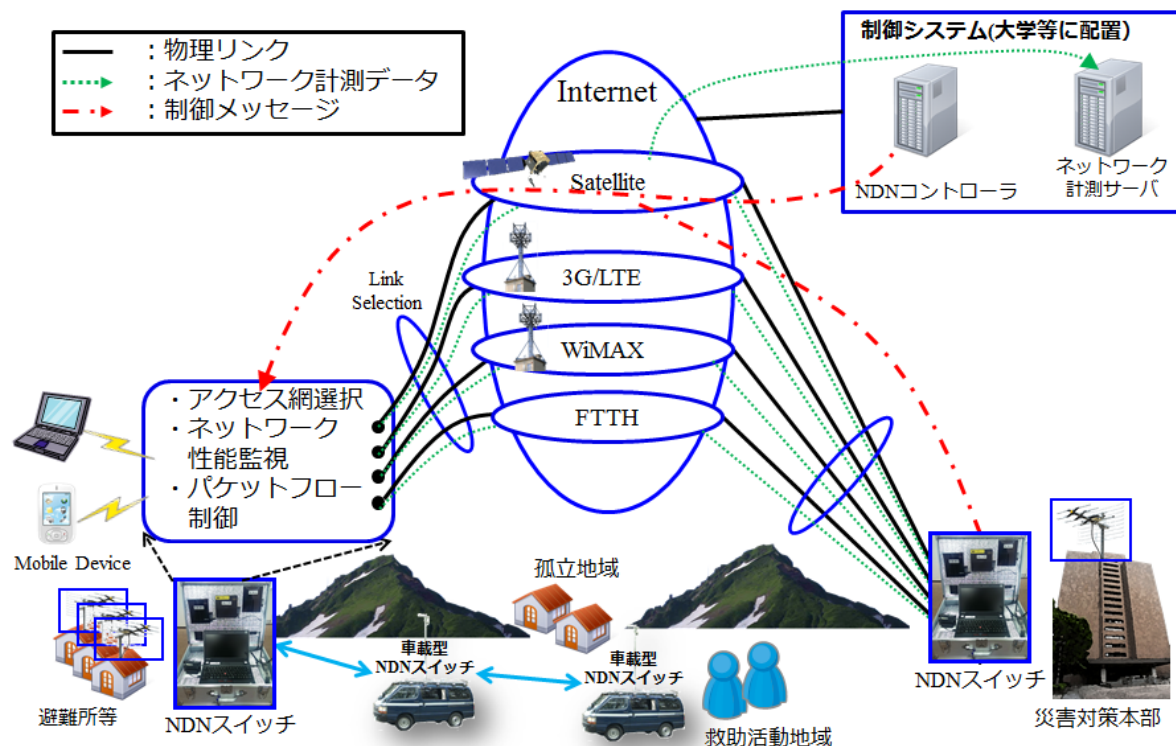 ：物理リンク
：ネットワーク計測データ
：制御メッセージ
制御システム(大学等に配置)
NDNコントローラ
ネットワーク
計測サーバ
Internet
Satellite
3G/LTE
WiMAX
FTTH
Link
Selection
・アクセス網選択
・ネットワーク
性能監視
・パケットフロー
制御
Mobile Device
避難所等
NDNスイッチ
車載型
NDNスイッチ
孤立地域
車載型
NDNスイッチ
救助活動地域
NDNスイッチ
災害対策本部